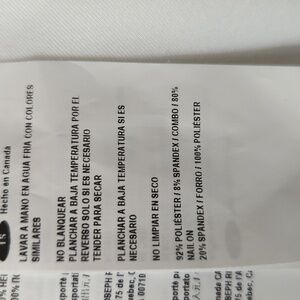 Hecho en Canada
LAVAR A MANO EN AGUA FRIA CON COLORES
SIMILARES
NO BLANQUEAR
PLANCHAR A BAJA TEMPERATURA POR EL
REVERSO SOLO SI ES NECESARIO
TENDER PARA SECAR
PLANCHAR A BAJA TEMPERATURA SI ES
NECESARIO
NO LIMPIAR EN SECO
92% POLIÉSTER / 8% SPANDEX / COMBO / 80%
NAILON
20% SPANDEX / FORRO / 100% POLIÉSTER